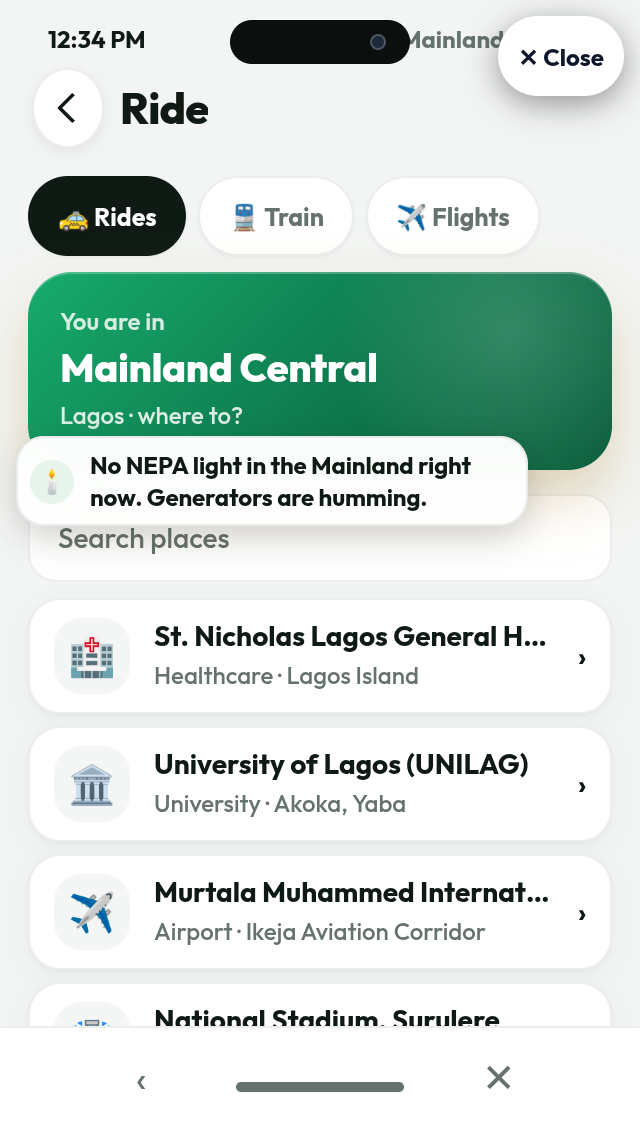 12:34 PM
Mainland
✕ Close
Ride
Rides
Train
Flights
You are in
Mainland Central
Lagos · where to?
No NEPA light in the Mainland right
now. Generators are humming.
Search places
St. Nicholas Lagos General H...
Healthcare · Lagos Island
University of Lagos (UNILAG)
University · Akoka, Yaba
Murtala Muhammed Internat...
Airport · Ikeja Aviation Corridor
National Stadium, Surulere